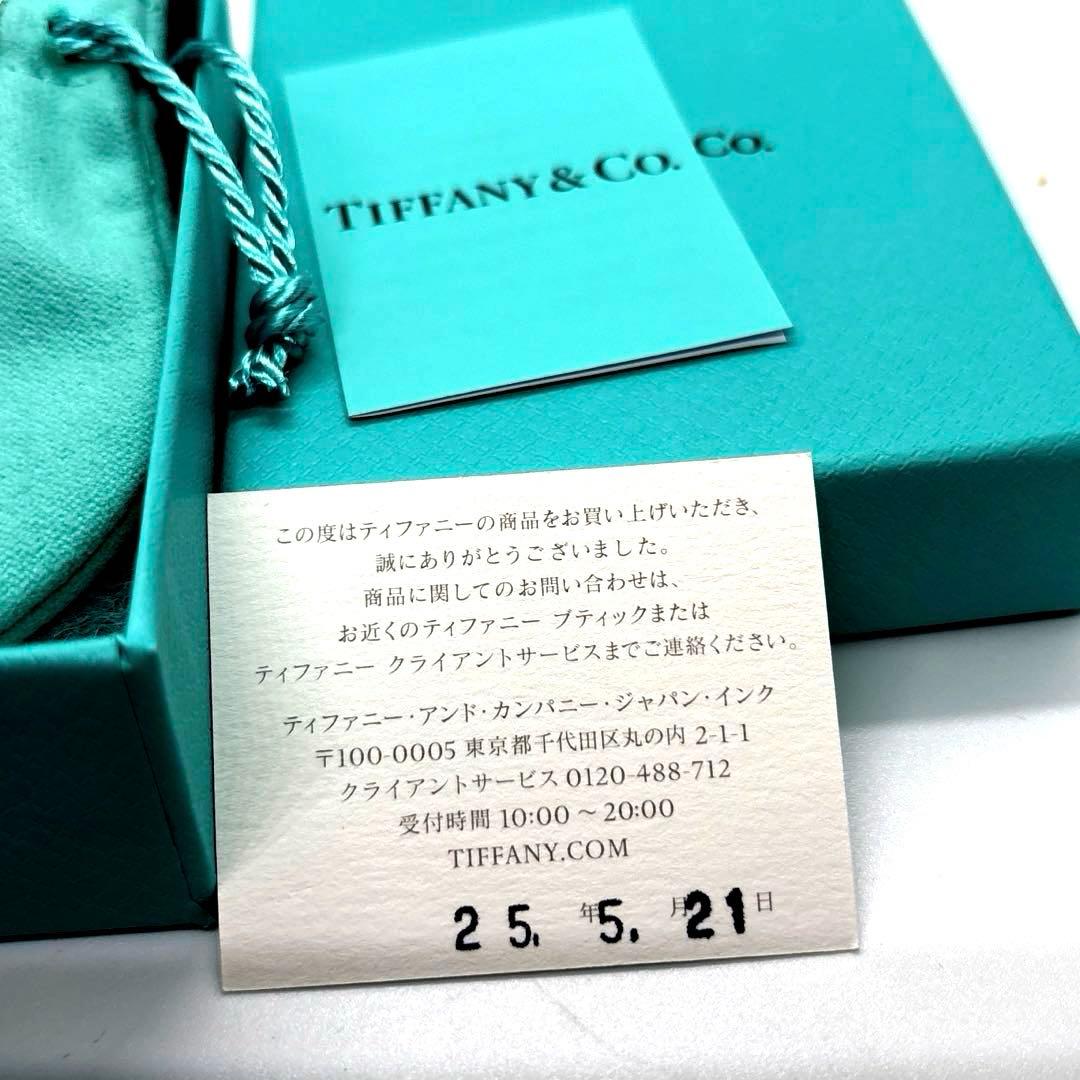 TIFFANY & CO.
CO.
この度はティファニーの商品をお買い上げいただき、
誠にありがとうございました。
商品に関してのお問い合わせは、
お近くのティファニー ブティックまたは
ティファニー クライアントサービスまでご連絡ください。
ティファニー・アンド・カンパニー・ジャパン・インク
〒100-0005 東京都千代田区丸の内 2-1-1
クライアントサービス 0120-488-712
受付時間 10:00 〜 20:00
TIFFANY.COM
25. 年 5. 月 21 日